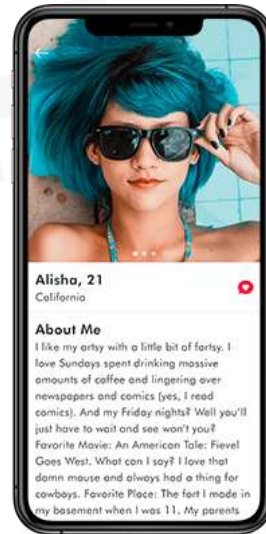 Alisha, 21
California
About Me
I like my artsy with a little bit of fartsy. I
love Sundays spent drinking massive
amounts of coffee and lingering over
newspapers and comics (yes, I read
comics). And my Friday nights? Well you'll
just have to wait and see won't you?
Favorite Movie: An American Tale: Fievel
Goes West. What can I say? I love that
damn mouse and always had a thing for
cowboys. Favorite Place: The fort I made in
my basement when I was 11. My parents